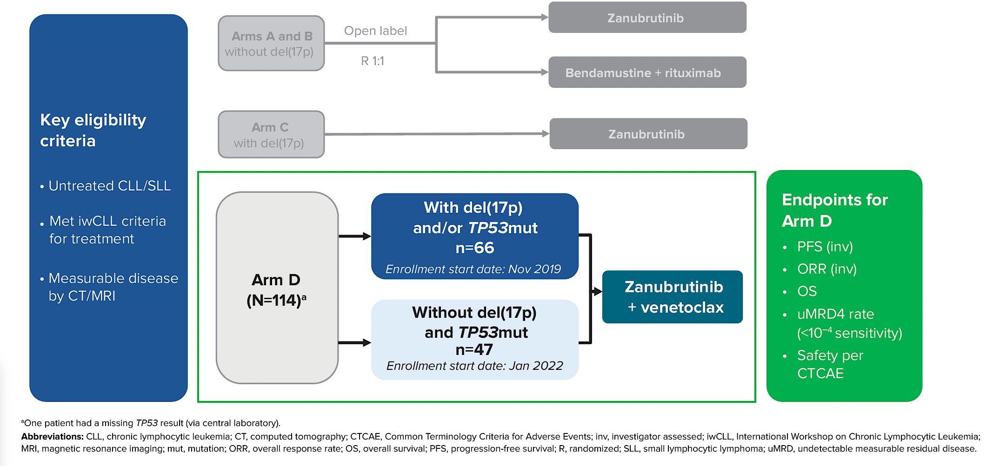 Key eligibility
criteria
• Untreated CLL/SLL
• Met iwCLL criteria
for treatment
• Measurable disease
by CT/MRI
Arms A and B
without del(17p)
Open label
R 1:1
Zanubrutinib
Bendamustine + rituximab
Arm C
with del(17p)
Zanubrutinib
Arm D
(N=114)ᵃ
With del(17p)
and/or TP53mut
n=66
Enrollment start date: Nov 2019
Without del(17p)
and TP53mut
n=47
Enrollment start date: Jan 2022
Zanubrutinib
+ venetoclax
Endpoints for
Arm D
• PFS (inv)
• ORR (inv)
• OS
• uMRD4 rate
(<10⁻⁴ sensitivity)
• Safety per
CTCAE
ᵃOne patient had a missing TP53 result (via central laboratory).
Abbreviations: CLL, chronic lymphocytic leukemia; CT, computed tomography; CTCAE, Common Terminology Criteria for Adverse Events; inv, investigator assessed; iwCLL, International Workshop on Chronic Lymphocytic Leukemia;
MRI, magnetic resonance imaging; mut, mutation; ORR, overall response rate; OS, overall survival; PFS, progression-free survival; R, randomized; SLL, small lymphocytic lymphoma; uMRD, undetectable measurable residual disease.